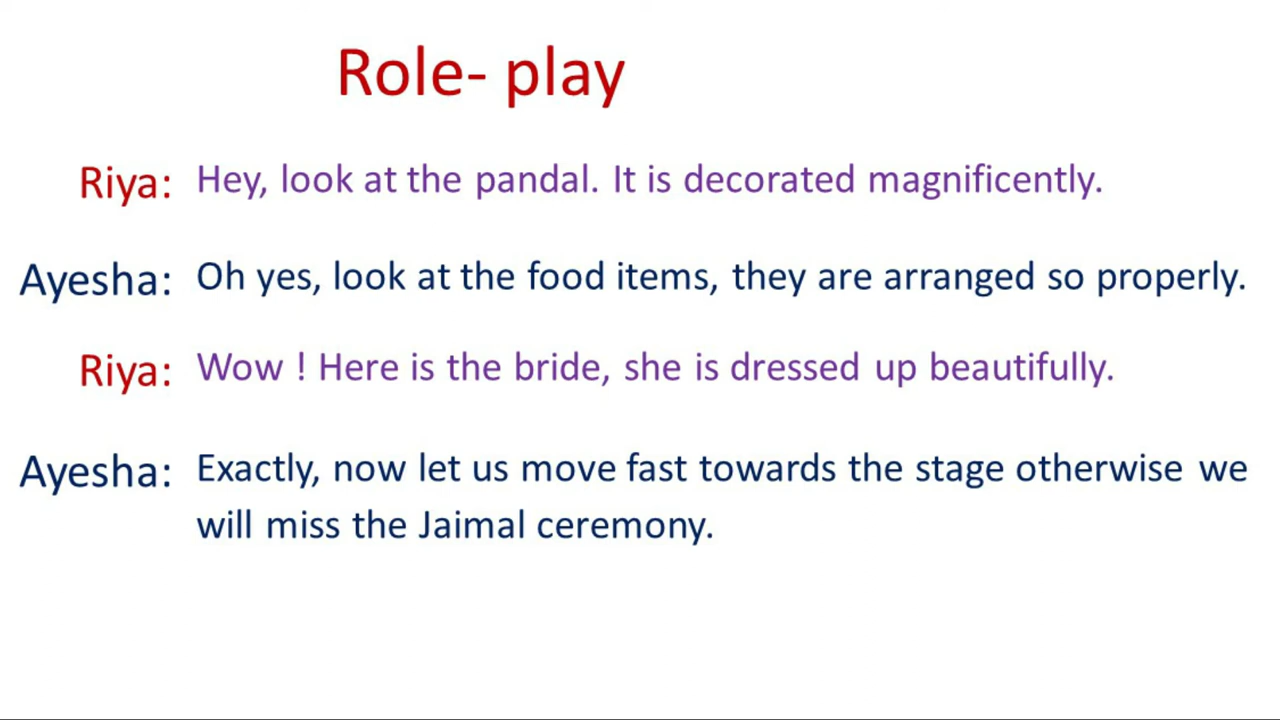 Role- play
Riya: Hey, look at the pandal. It is decorated magnificently.
Ayesha: Oh yes, look at the food items, they are arranged so properly.
Riya: Wow ! Here is the bride, she is dressed up beautifully.
Ayesha: Exactly, now let us move fast towards the stage otherwise we
will miss the Jaimal ceremony.